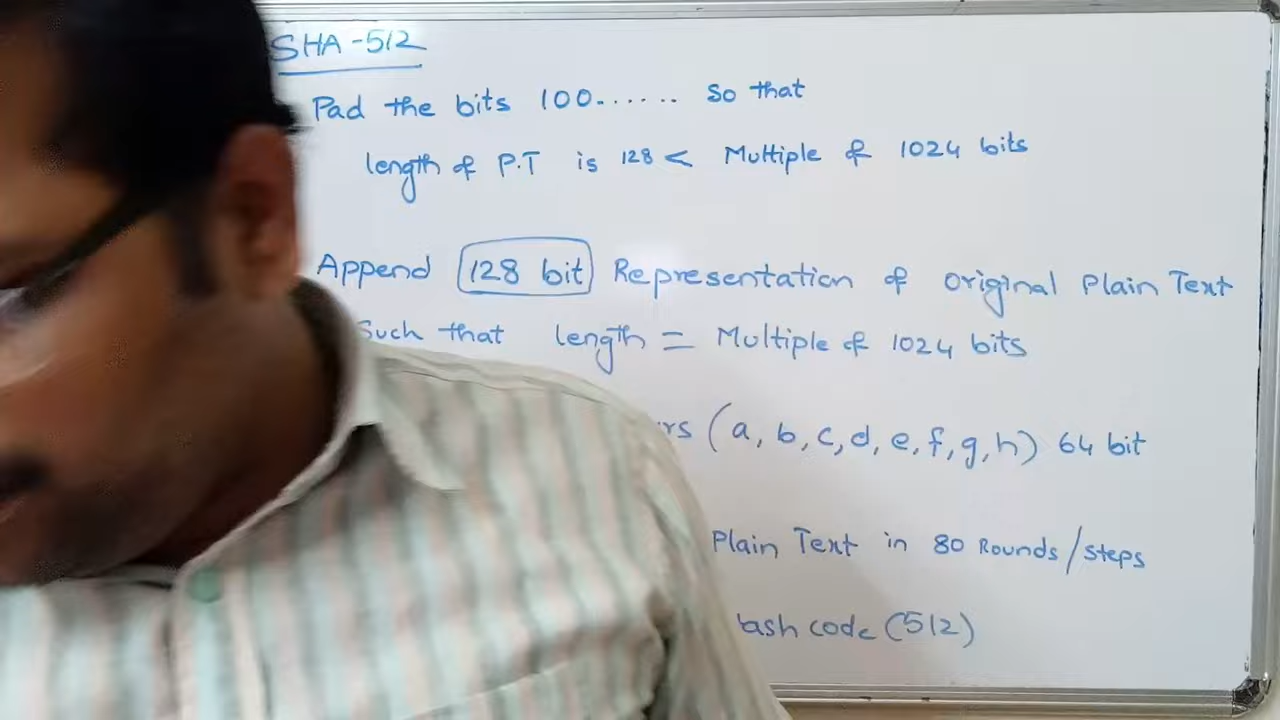 SHA-512
Pad the bits 100....... so that
length of P.T is 128 < Multiple of 1024 bits
Append 128 bit Representation of original Plain Text
Such that length = Multiple of 1024 bits
(a, b, c, d, e, f, g, h) 64 bit
Plain Text in 80 Rounds/steps
code (512)